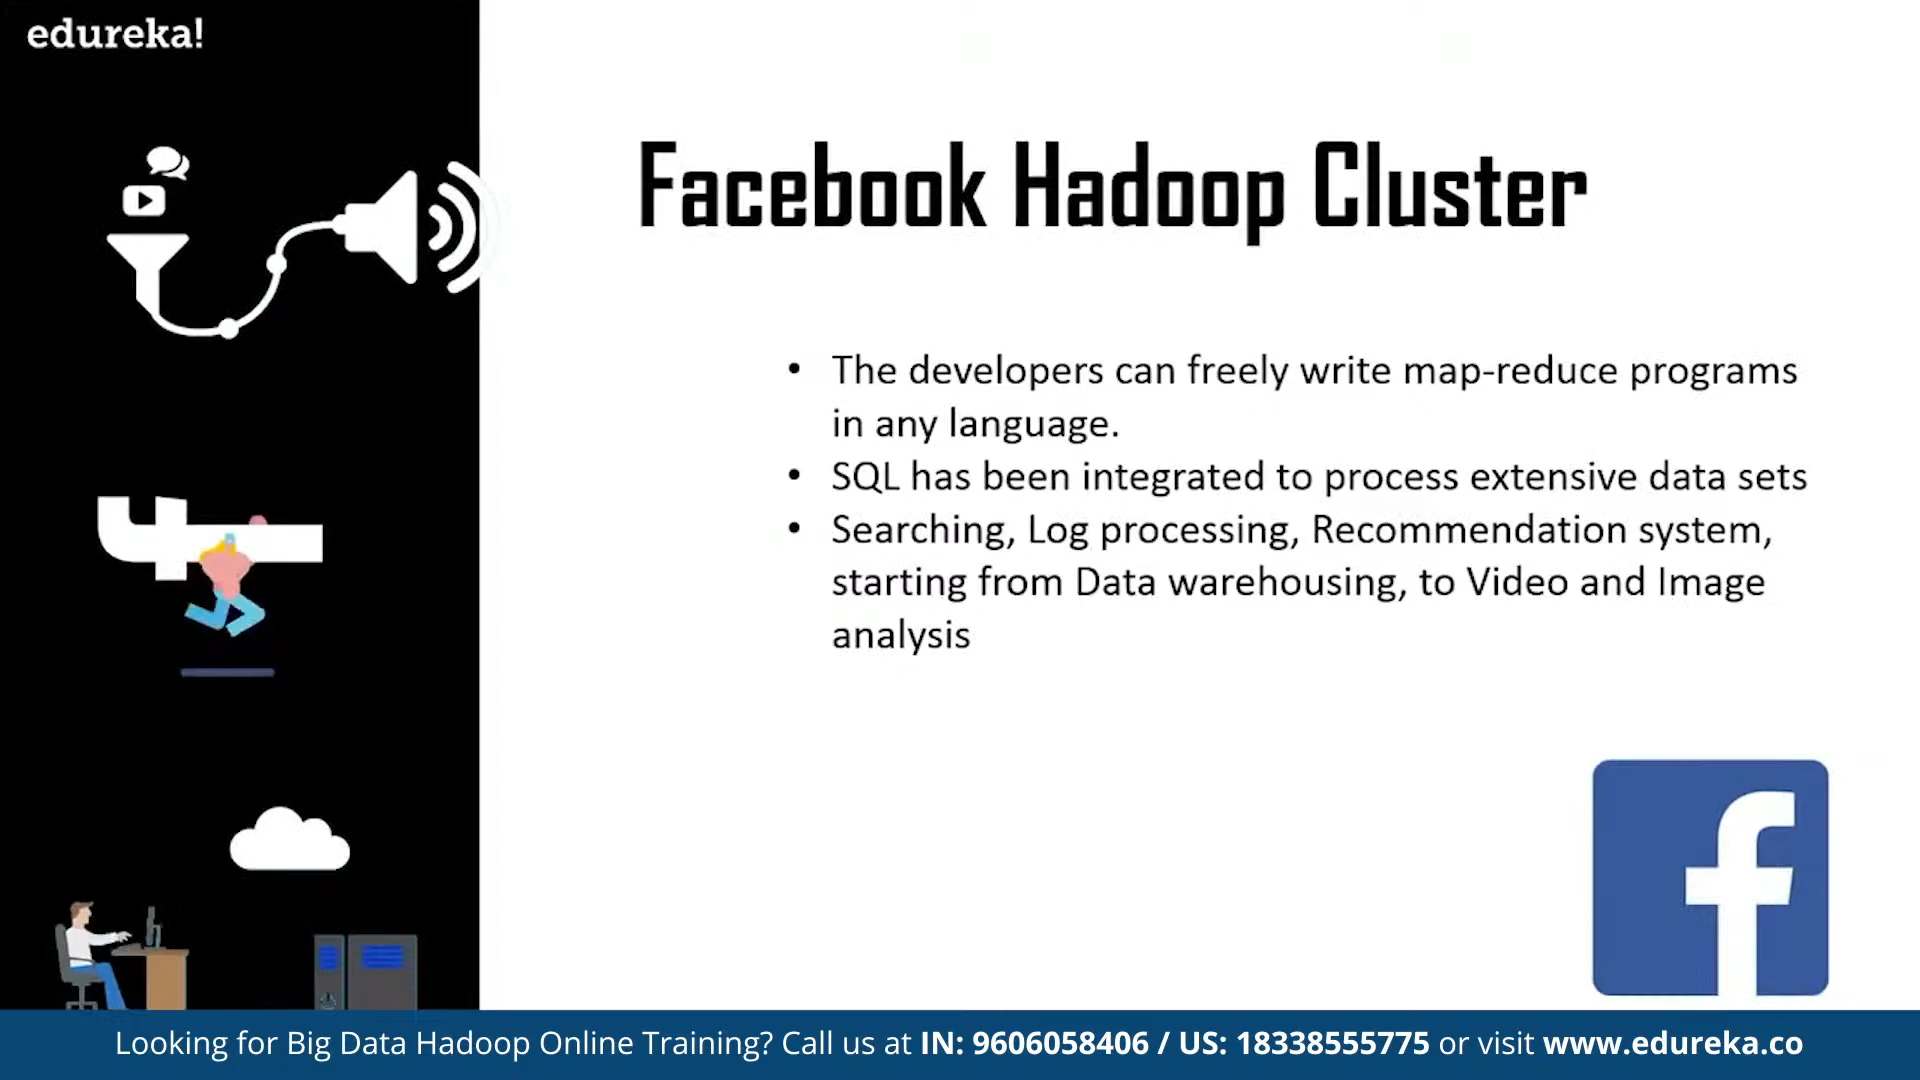 edureka!
Facebook Hadoop Cluster
• The developers can freely write map-reduce programs
in any language.
• SQL has been integrated to process extensive data sets
• Searching, Log processing, Recommendation system,
starting from Data warehousing, to Video and Image
analysis
f
Looking for Big Data Hadoop Online Training? Call us at IN: 9606058406 / US: 18338555775 or visit www.edureka.co